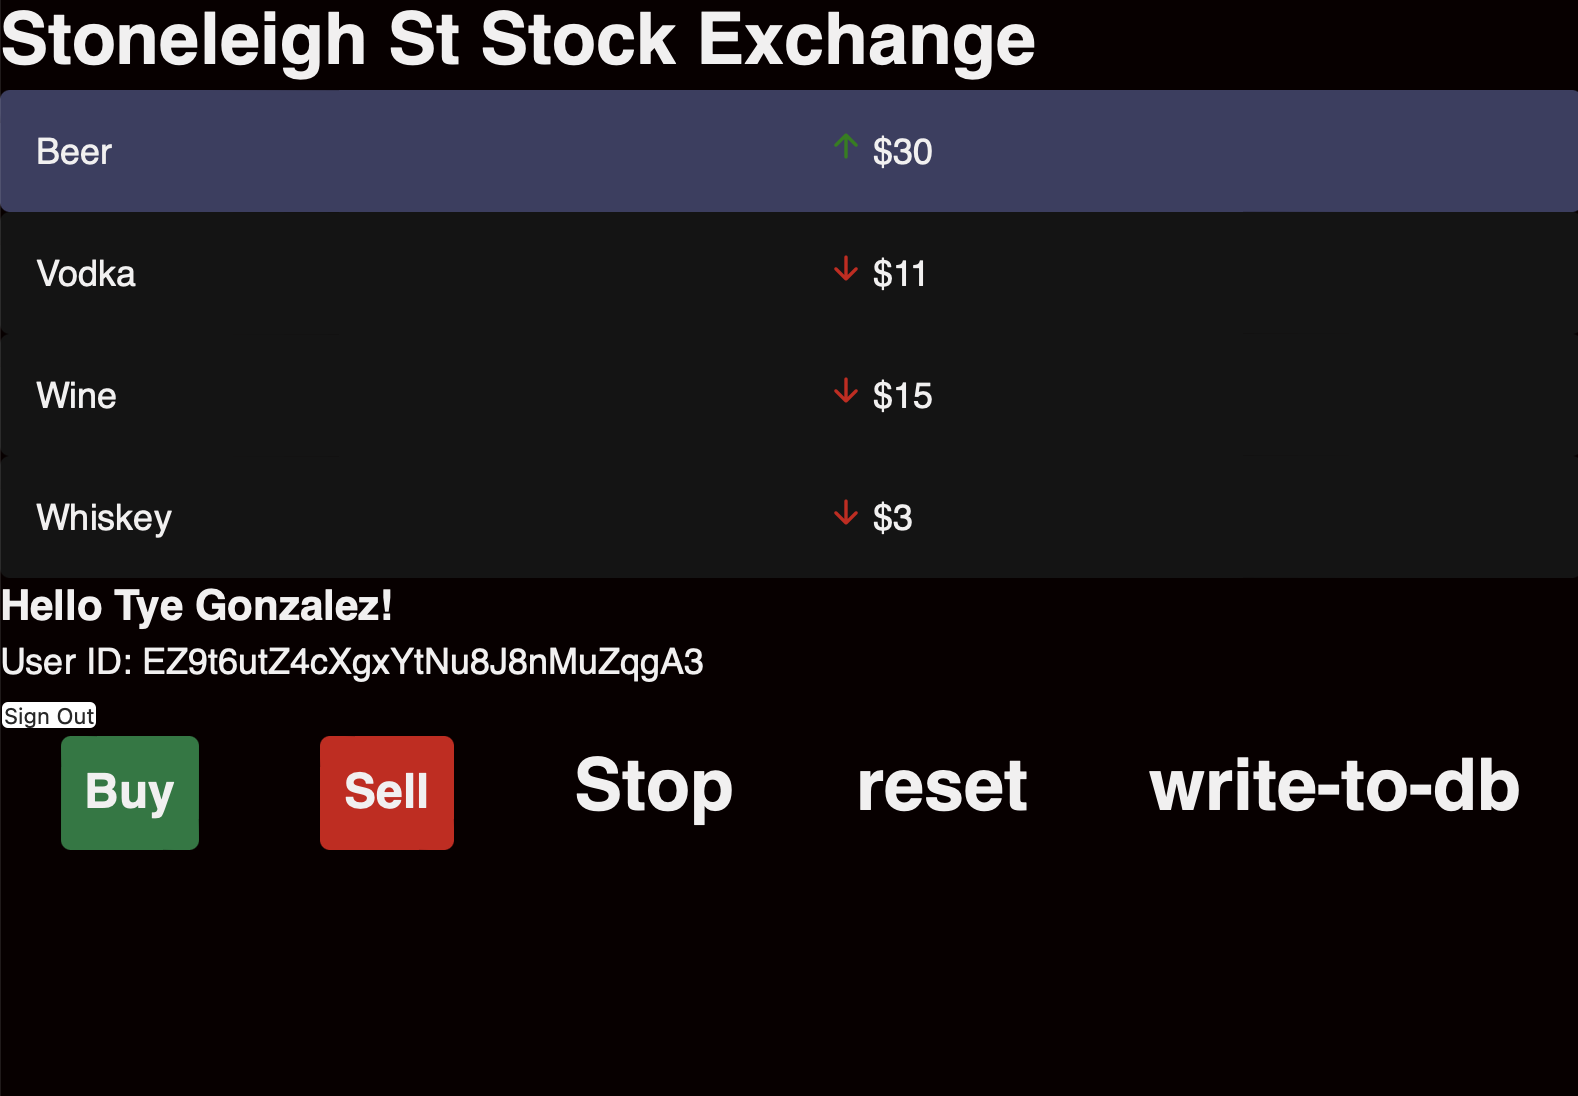 Stoneleigh St Stock Exchange
Beer ↑ $30
Vodka ↓ $11
Wine ↓ $15
Whiskey ↓ $3
Hello Tye Gonzalez!
User ID: EZ9t6utZ4cXgxYtNu8J8nMuZqgA3
Sign Out
Buy Sell Stop reset write-to-db